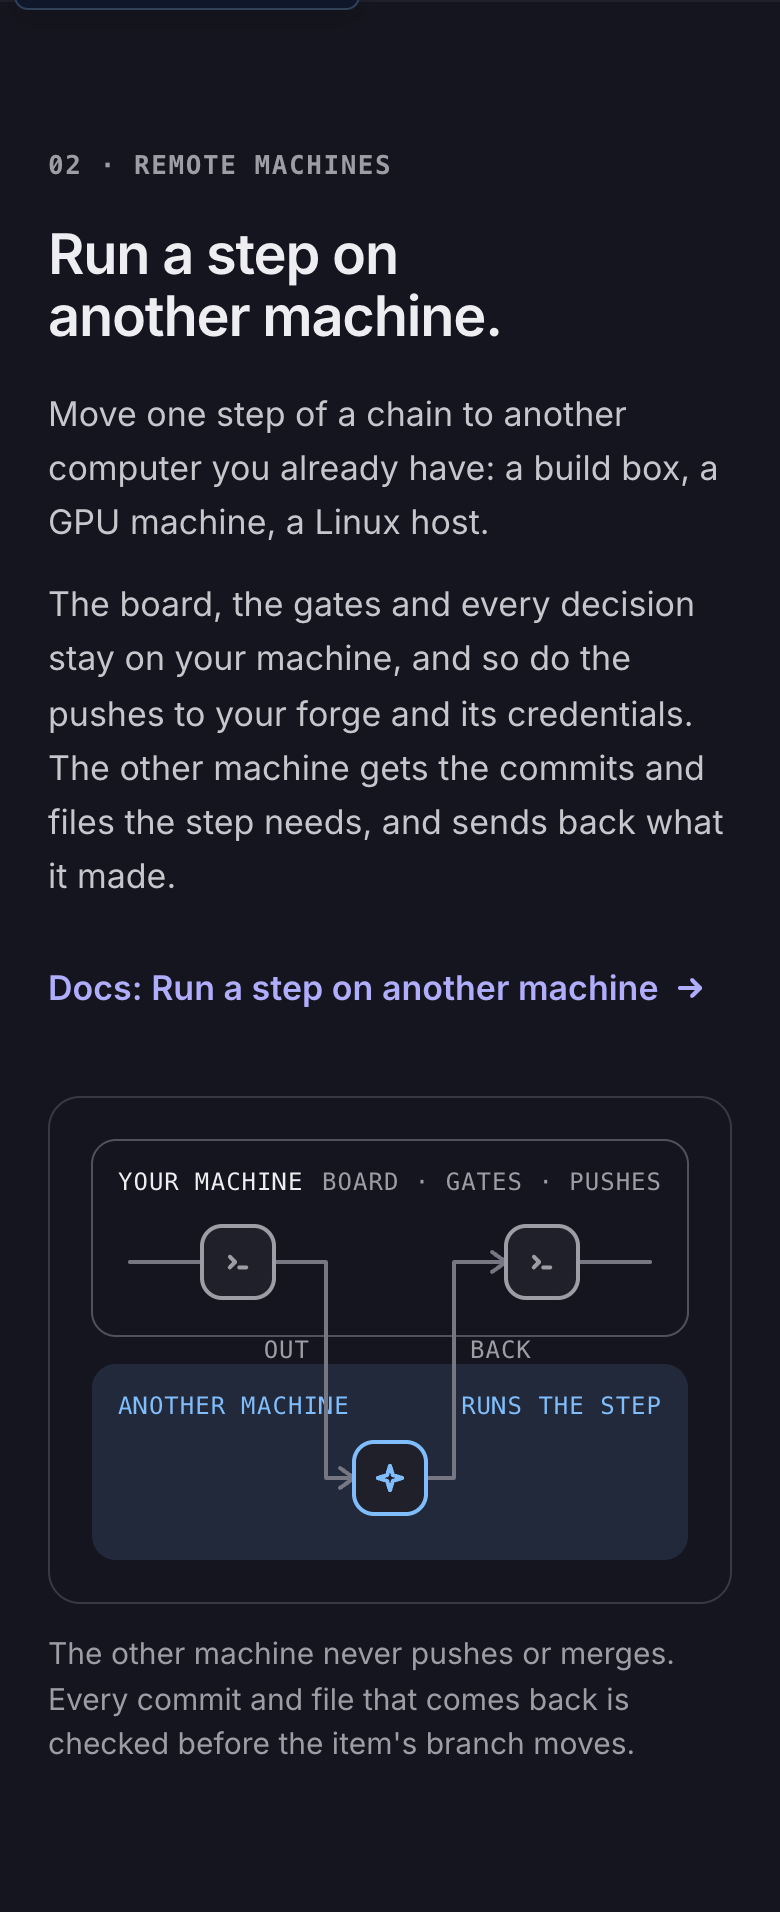 02 · REMOTE MACHINES
Run a step on
another machine.
Move one step of a chain to another
computer you already have: a build box, a
GPU machine, a Linux host.
The board, the gates and every decision
stay on your machine, and so do the
pushes to your forge and its credentials.
The other machine gets the commits and
files the step needs, and sends back what
it made.
Docs: Run a step on another machine →
YOUR MACHINE BOARD · GATES · PUSHES
OUT BACK
ANOTHER MACHINE RUNS THE STEP
The other machine never pushes or merges.
Every commit and file that comes back is
checked before the item's branch moves.